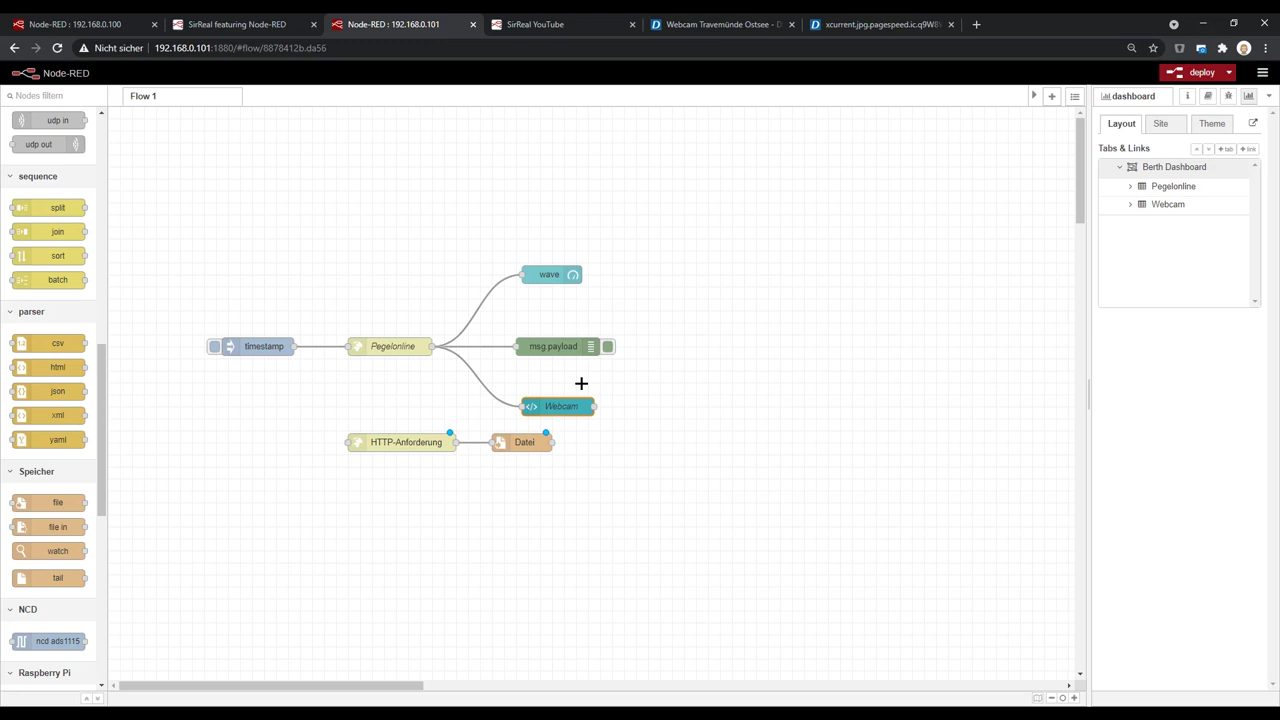 Node-RED : 192.168.0.100
SirReal featuring Node-RED
Node-RED : 192.168.0.101
SirReal YouTube
Webcam Travemünde Ostsee - D
xcurrent.jpg.pagespeed.ic.q9W8
Nicht sicher
192.168.0.101:1880/#flow/8878412b.da56
Node-RED
deploy
Nodes filtern
Flow 1
dashboard
udp in
udp out
sequence
split
join
sort
batch
parser
csv
html
json
xml
yaml
Speicher
file
file in
watch
tail
NCD
ncd ads1115
Raspberry Pi
wave
timestamp
Pegelonline
msg.payload
Webcam
HTTP-Anforderung
Datei
Layout
Site
Theme
Tabs & Links
+ tab
+ link
Berth Dashboard
Pegelonline
Webcam